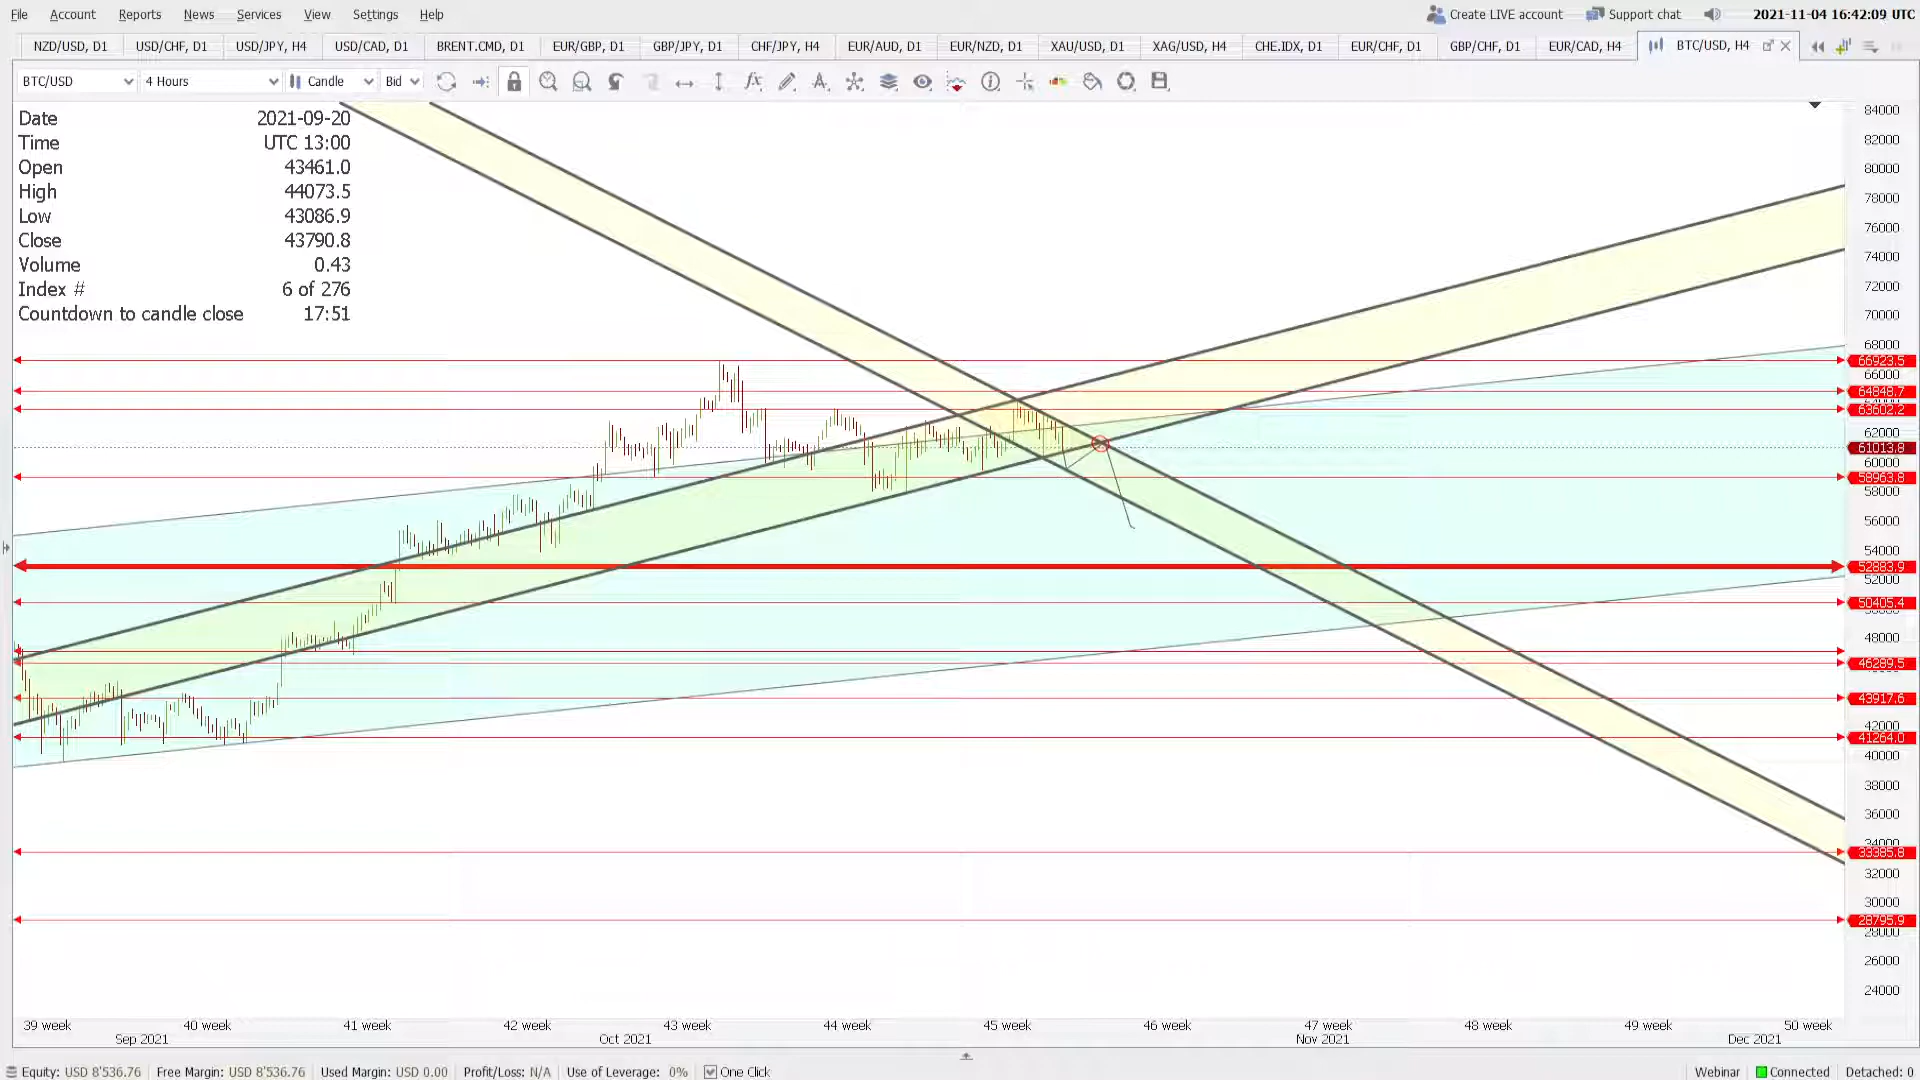 File Account Reports News Services View Settings Help Create LIVE account Support chat 2021-11-04 16:42:09 UTC
NZD/USD, D1 USD/CHF, D1 USD/JPY, H4 USD/CAD, D1 BRENT.CMD, D1 EUR/GBP, D1 GBP/JPY, D1 CHF/JPY, H4 EUR/AUD, D1 EUR/NZD, D1 XAU/USD, D1 XAG/USD, H4 CHE.IDX, D1 EUR/CHF, D1 GBP/CHF, D1 EUR/CAD, H4 BTC/USD, H4
BTC/USD 4 Hours Candle Bid
Date 2021-09-20
Time UTC 13:00
Open 43461.0
High 44073.5
Low 43086.9
Close 43790.8
Volume 0.43
Index # 6 of 276
Countdown to candle close 17:51
84000
82000
80000
78000
76000
74000
72000
70000
68000
66923.5
66000
64848.7
63602.2
62000
61013.8
60000
58963.8
58000
56000
54000
52883.9
52000
50405.4
48000
46289.5
43917.6
42000
41264.0
40000
38000
36000
34000
33385.8
32000
30000
28795.9
28000
26000
24000
39 week 40 week 41 week 42 week 43 week 44 week 45 week 46 week 47 week 48 week 49 week 50 week
Sep 2021 Oct 2021 Nov 2021 Dec 2021
Equity: USD 8'536.76 Free Margin: USD 8'536.76 Used Margin: USD 0.00 Profit/Loss: N/A Use of Leverage: 0% One Click Webinar Connected Detached: 0